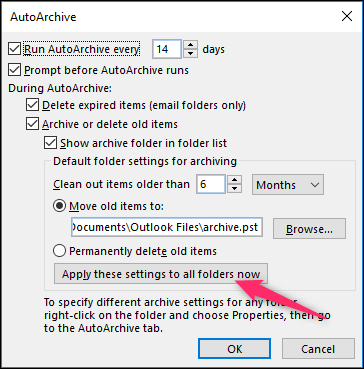 AutoArchive
Run AutoArchive every 14 days
Prompt before AutoArchive runs
During AutoArchive:
Delete expired items (email folders only)
Archive or delete old items
Show archive folder in folder list
Default folder settings for archiving
Clean out items older than 6 Months
Move old items to:
Documents\Outlook Files\archive.pst Browse...
Permanently delete old items
Apply these settings to all folders now
To specify different archive settings for any folder,
right-click on the folder and choose Properties, then go
to the AutoArchive tab.
OK Cancel